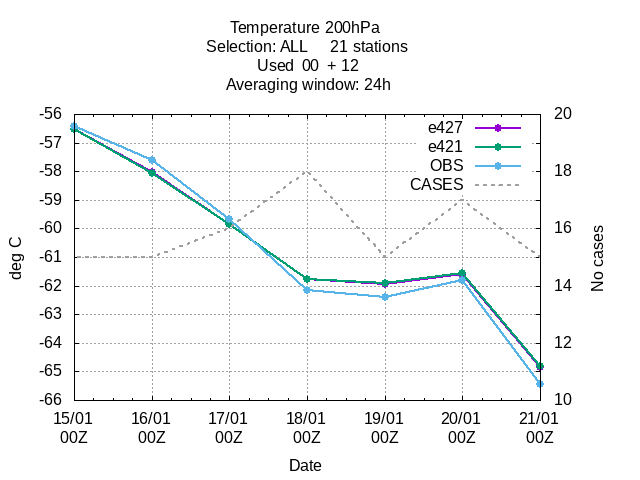 Temperature 200hPa
Selection: ALL     21 stations
Used  00  + 12
Averaging window: 24h
e427
e421
OBS
CASES
-56
-57
-58
-59
-60
-61
-62
-63
-64
-65
-66
20
18
16
14
12
10
deg C
No cases
15/01 16/01 17/01 18/01 19/01 20/01 21/01
00Z 00Z 00Z 00Z 00Z 00Z 00Z
Date